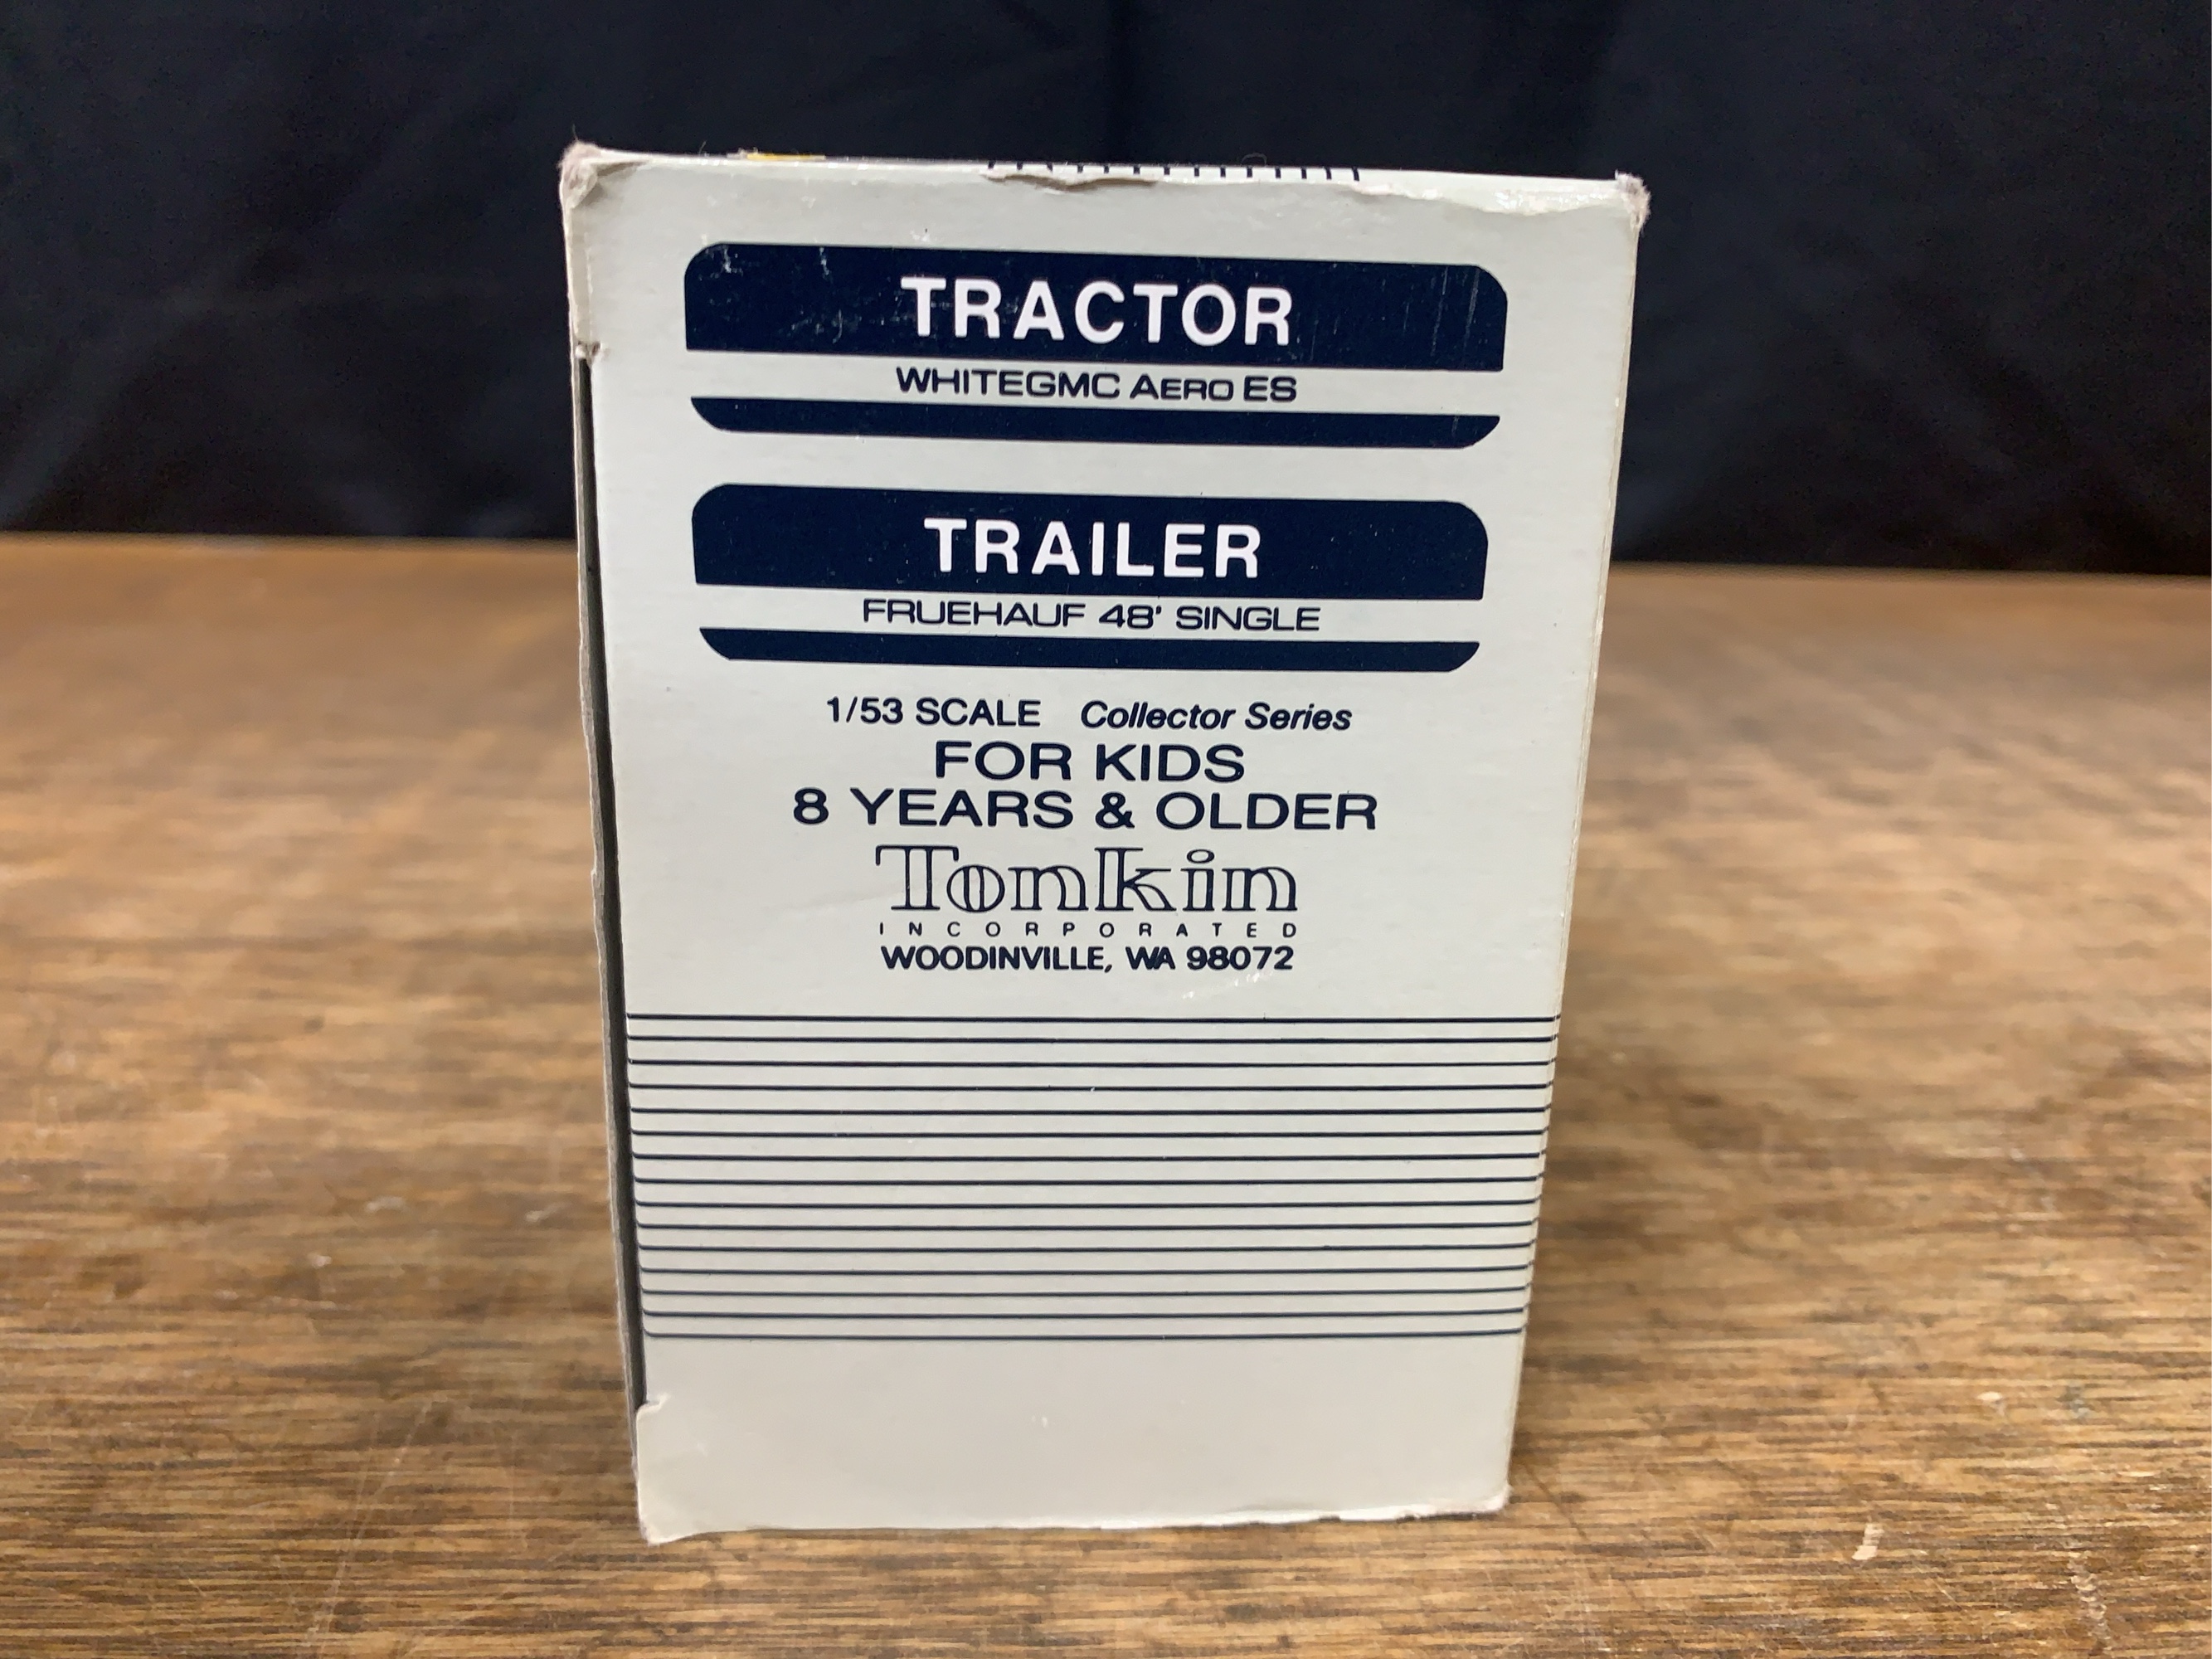 TRACTOR
WHITEGMC AERO ES
TRAILER
FRUEHAUF 48' SINGLE
1/53 SCALE Collector Series
FOR KIDS
8 YEARS & OLDER
Tonkin
INCORPORATED
WOODINVILLE, WA 98072